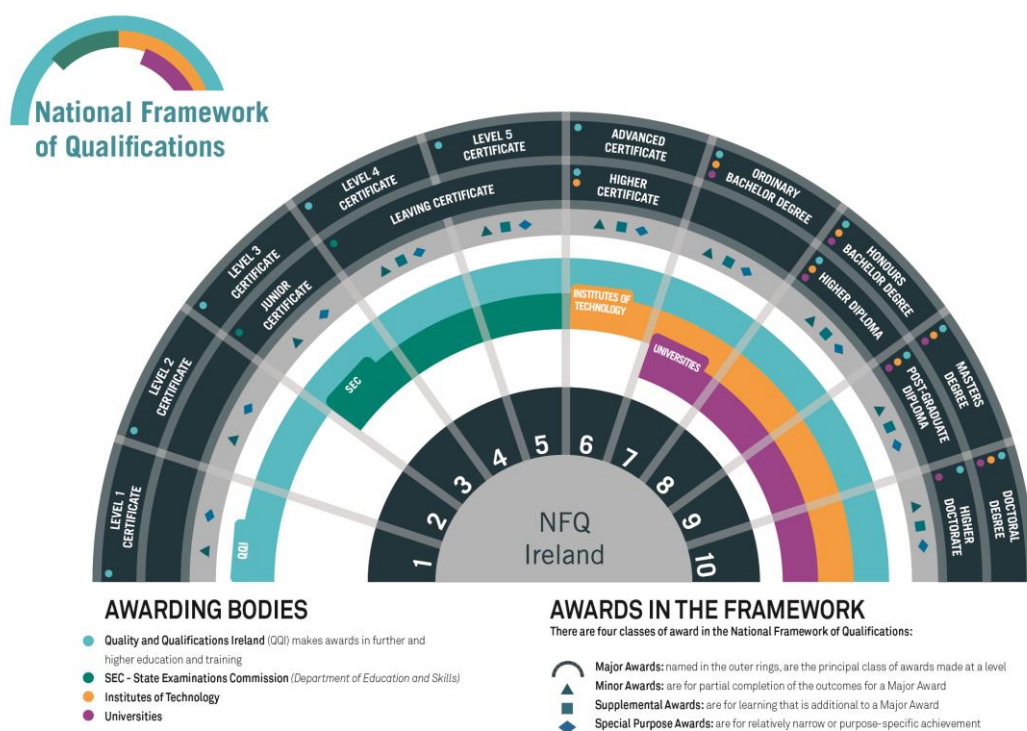 National Framework
of Qualifications
LEVEL 1
CERTIFICATE
LEVEL 2
CERTIFICATE
LEVEL 3
CERTIFICATE
LEVEL 4
CERTIFICATE
LEVEL 5
CERTIFICATE
ADVANCED
CERTIFICATE
ORDINARY
BACHELOR DEGREE
HONOURS
BACHELOR DEGREE
MASTERS
DEGREE
DOCTORAL
DEGREE
JUNIOR
CERTIFICATE
LEAVING CERTIFICATE
HIGHER
CERTIFICATE
HIGHER DIPLOMA
POST-GRADUATE
DIPLOMA
HIGHER
DOCTORATE
QQI
SEC
INSTITUTES OF
TECHNOLOGY
UNIVERSITIES
1
2
3
4
5
6
7
8
9
10
NFQ
Ireland
AWARDING BODIES
Quality and Qualifications Ireland (QQI) makes awards in further and
higher education and training
SEC - State Examinations Commission (Department of Education and Skills)
Institutes of Technology
Universities
AWARDS IN THE FRAMEWORK
There are four classes of award in the National Framework of Qualifications:
Major Awards: named in the outer rings, are the principal class of awards made at a level
Minor Awards: are for partial completion of the outcomes for a Major Award
Supplemental Awards: are for learning that is additional to a Major Award
Special Purpose Awards: are for relatively narrow or purpose-specific achievement